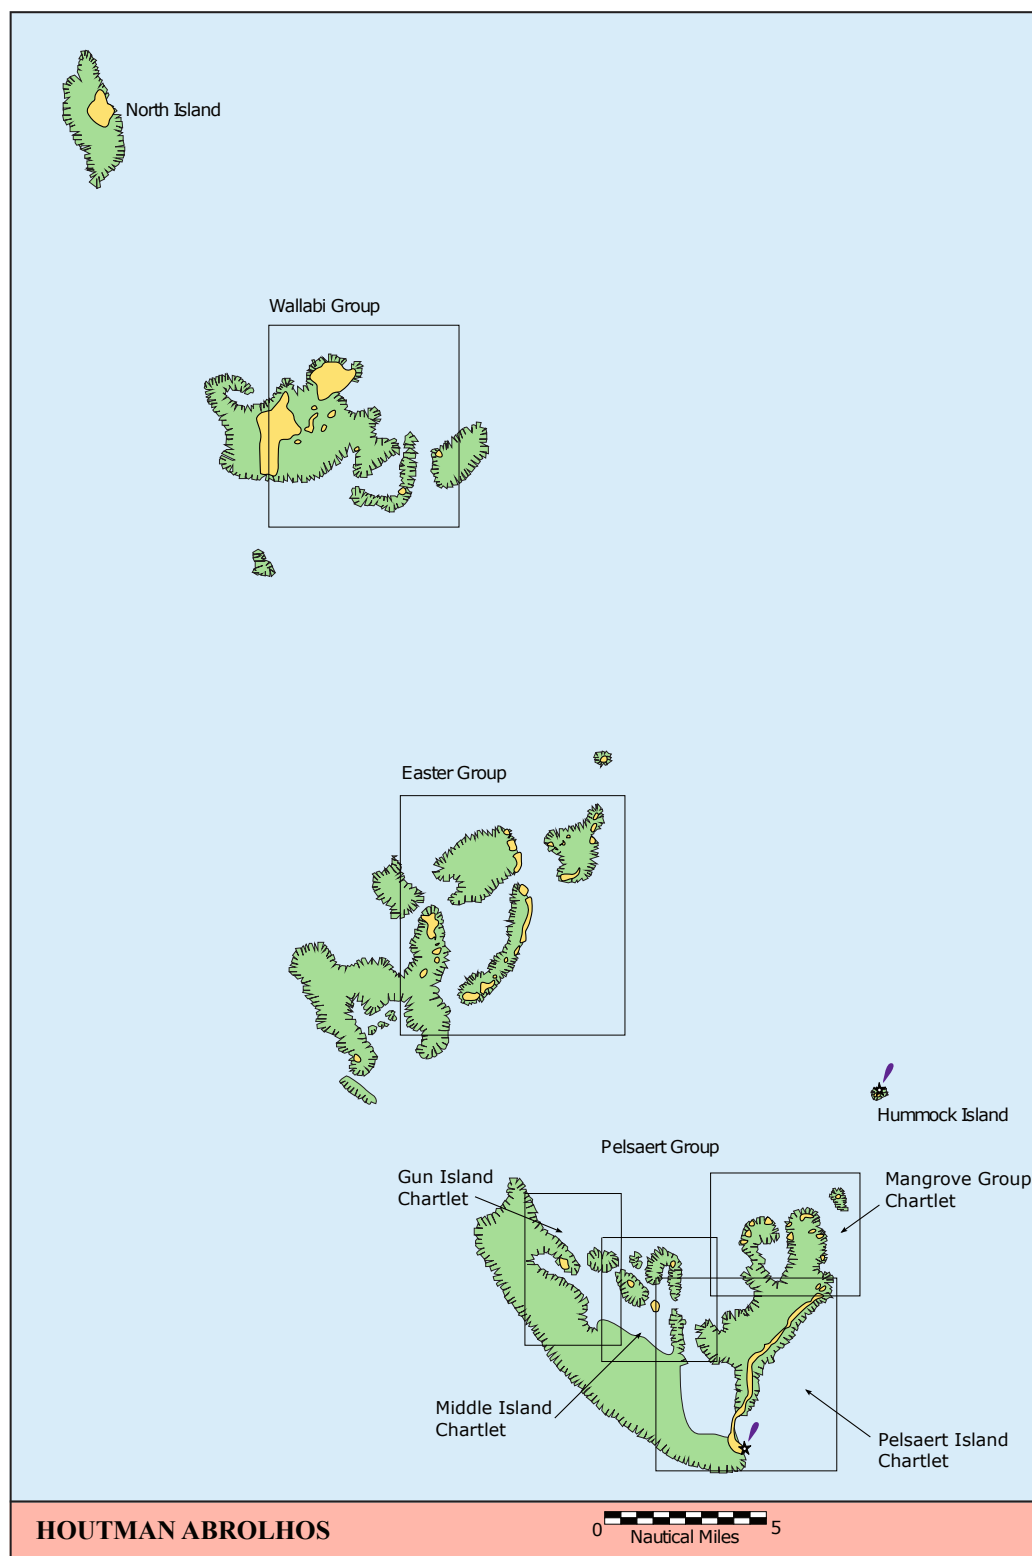 North Island
Wallabi Group
Easter Group
Hummock Island
Pelsaert Group
Gun Island
Chartlet
Mangrove Group
Chartlet
Middle Island
Chartlet
Pelsaert Island
Chartlet
HOUTMAN ABROLHOS
0 5
Nautical Miles